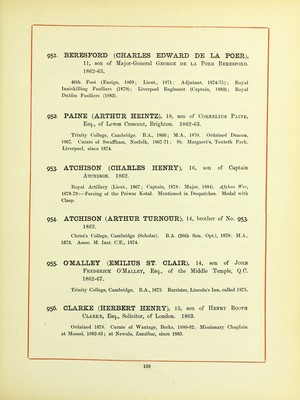 952. BERESFORD (CHARLES EDWARD DE LA POER),
11, son of Major-General GEORGE DE LA POER BERESFORD.
1862-63.
46th Foot (Ensign, 1869; Lieut., 1871; Adjutant, 1874-75); Royal
Inniskilling Fusiliers (1879); Liverpool Regiment (Captain, 1880); Royal
Dublin Fusiliers (1883).
952. PAINE (ARTHUR HEINTZ), 18, son of CORNELIUS PAINE,
Esq., of Lewes Crescent, Brighton. 1862-63.
Trinity College, Cambridge. B.A., 1866; M.A., 1870. Ordained Deacon,
1867. Curate of Swaffham, Norfolk, 1867-71; St. Margaret's, Toxteth Park,
Liverpool, since 1874.
953. ATCHISON (CHARLES HENRY), 16, son of Captain
ATCHISON. 1862.
Royal Artillery (Lieut., 1867; Captain, 1878; Major, 1884). Afghan War,
1878-79—Forcing of the Peiwar Kotal. Mentioned in Despatches. Medal with
Clasp.
954. ATCHISON (ARTHUR TURNOUR), 14, brother of No. 953.
1862.
Christ's College, Cambridge (Scholar). B.A. (26th Sen. Opt.), 1870; M.A.,
1873. Assoc. M. Inst. C.E., 1874.
955. O'MALLEY (EMILIUS ST. CLAIR), 14, son of JOHN
FREDERICK O'MALLEY, Esq., of the Middle Temple, Q.C.
1862-67.
Trinity College, Cambridge. B.A., 1872. Barrister, Lincoln's Inn, called 1875.
956. CLARKE (HERBERT HENRY), 15, son of HENRY BOOTH
CLARKE, Esq., Solicitor, of London. 1863.
Ordained 1878. Curate of Wantage, Berks, 1880-82; Missionary Chaplain
at Masasi, 1882-83; at Newala, Zanzibar, since 1883.
159